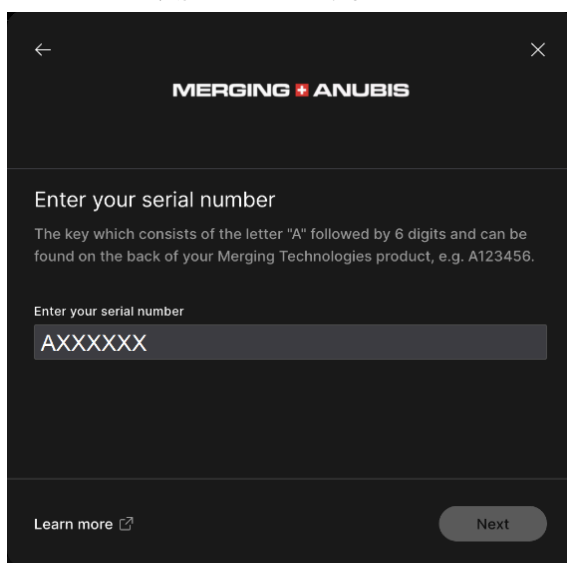 MERGING ANUBIS
Enter your serial number
The key which consists of the letter "A" followed by 6 digits and can be
found on the back of your Merging Technologies product, e.g. A123456.
Enter your serial number
AXXXXXX
Learn more
Next